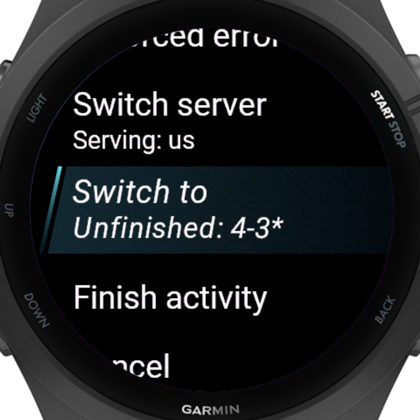 Switch server
Serving: us
Switch to
Unfinished: 4-3*
Finish activity
LIGHT
UP
DOWN
START STOP
BACK
GARMIN